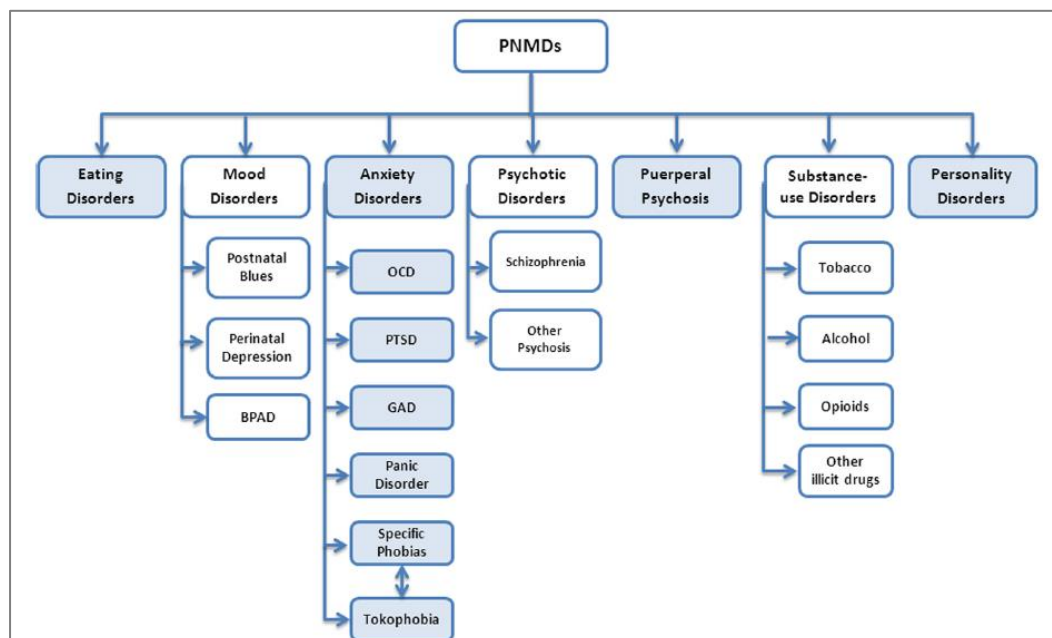 PNMDs
Eating
Disorders
Mood
Disorders
Anxiety
Disorders
Psychotic
Disorders
Puerperal
Psychosis
Substance-
use Disorders
Personality
Disorders
Postnatal
Blues
Perinatal
Depression
BPAD
OCD
PTSD
GAD
Panic
Disorder
Specific
Phobias
Tokophobia
Schizophrenia
Other
Psychosis
Tobacco
Alcohol
Opioids
Other
illicit drugs